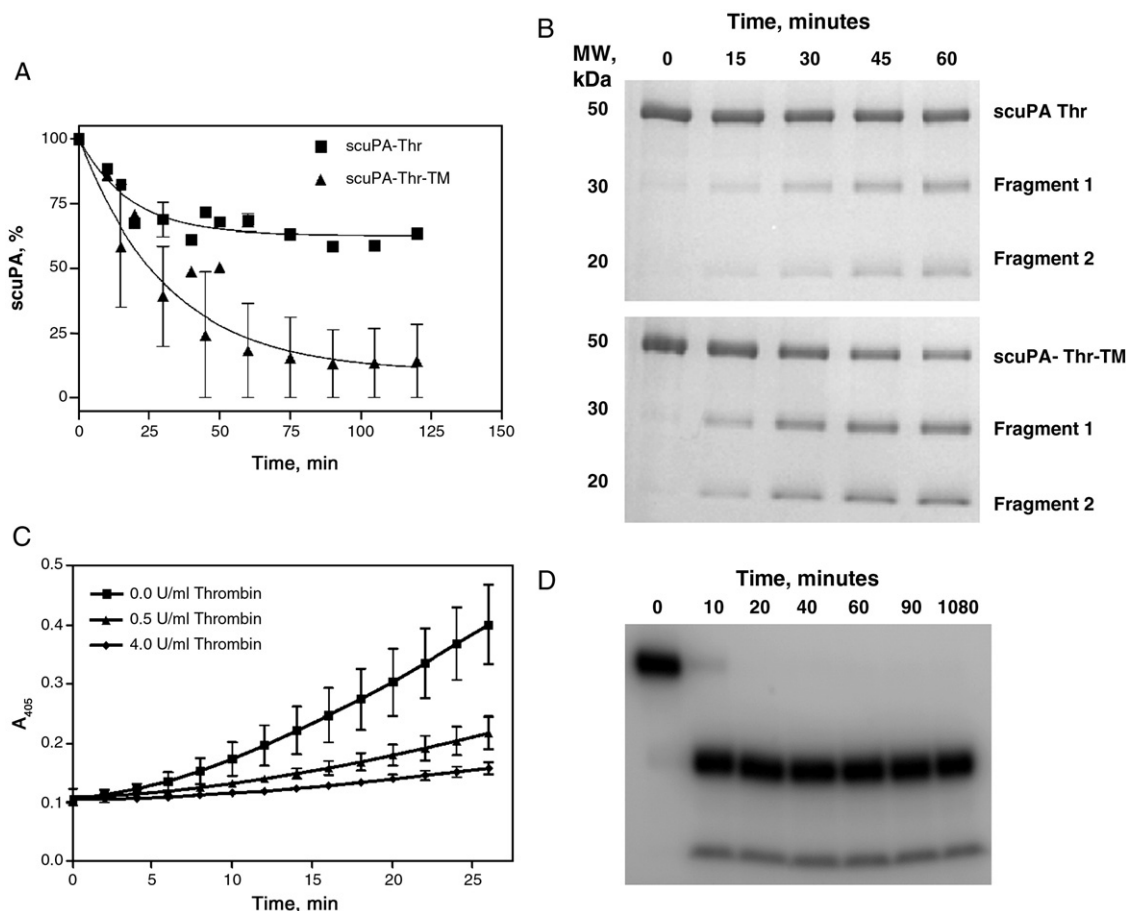 A
scuPA, %
100
75
50
25
0
scuPA-Thr
scuPA-Thr-TM
0 25 50 75 100 125 150
Time, min
B
Time, minutes
MW, kDa
0 15 30 45 60
50 scuPA Thr
30 Fragment 1
20 Fragment 2
50 scuPA- Thr-TM
30 Fragment 1
20 Fragment 2
C
A405
0.5
0.4
0.3
0.2
0.1
0.0
0.0 U/ml Thrombin
0.5 U/ml Thrombin
4.0 U/ml Thrombin
0 5 10 15 20 25
Time, min
D
Time, minutes
0 10 20 40 60 90 1080